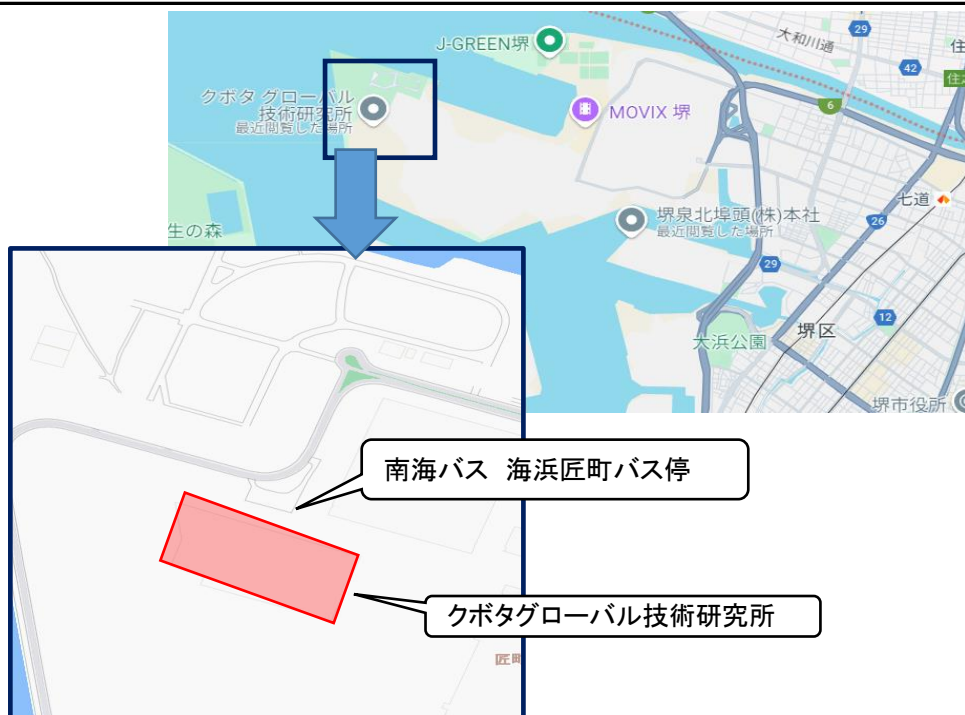 大和川通
29
住
J-GREEN堺
42
住
クボタ グローバル
技術研究所
最近閲覧した場所
MOVIX 堺
6
七道
堺泉北埠頭(株)本社
最近閲覧した場所
26
生の森
29
12
堺区
大浜公園
堺市役所
南海バス 海浜匠町バス停
クボタグローバル技術研究所
匠町